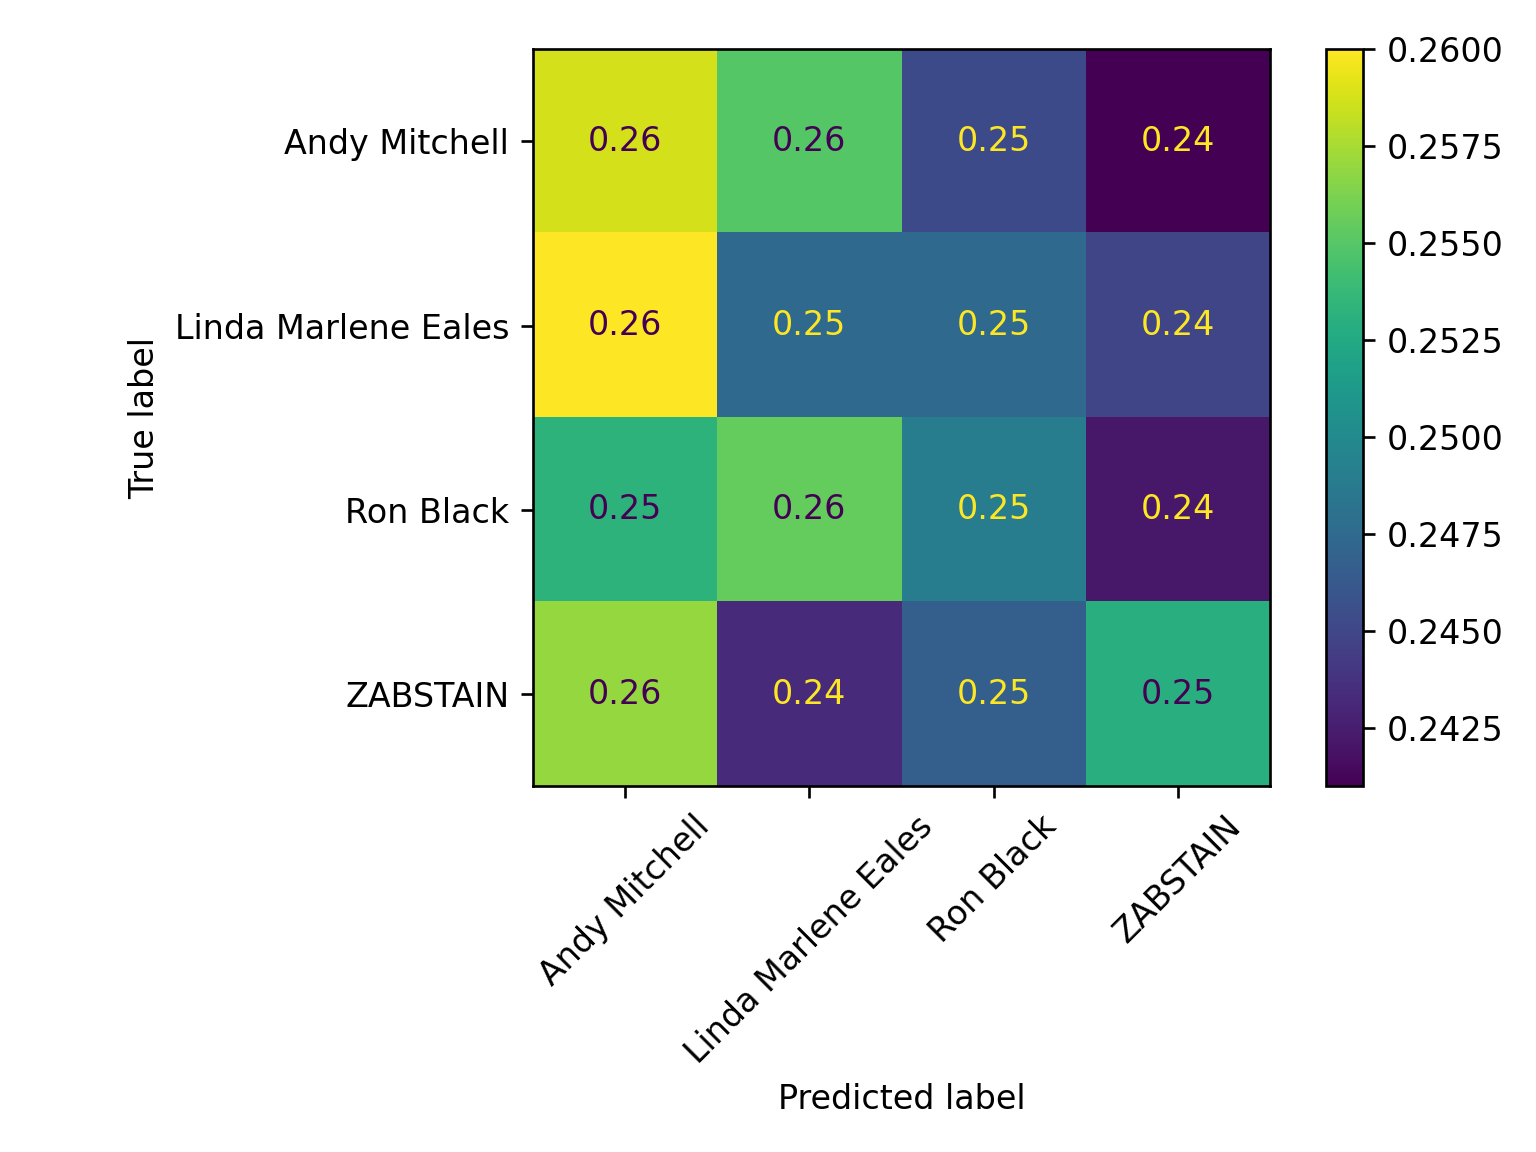 0.2600
Andy Mitchell 0.26 0.26 0.25 0.24
0.2575
0.2550
Linda Marlene Eales 0.26 0.25 0.25 0.24
0.2525
True label
0.2500
Ron Black 0.25 0.26 0.25 0.24
0.2475
0.2450
ZABSTAIN 0.26 0.24 0.25 0.25
0.2425
Andy Mitchell
Linda Marlene Eales
Ron Black
ZABSTAIN
Predicted label